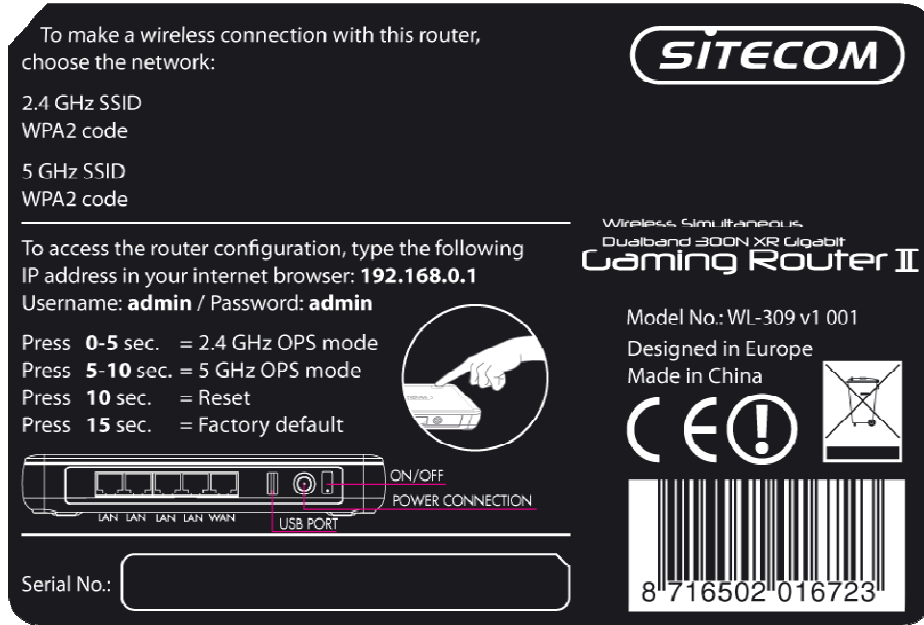 To make a wireless connection with this router,
choose the network:
2.4 GHz SSID
WPA2 code
5 GHz SSID
WPA2 code
To access the router configuration, type the following
IP address in your internet browser: 192.168.0.1
Username: admin / Password: admin
Press 0-5 sec. = 2.4 GHz OPS mode
Press 5-10 sec. = 5 GHz OPS mode
Press 10 sec. = Reset
Press 15 sec. = Factory default
ON/OFF
POWER CONNECTION
LAN LAN LAN LAN WAN
USB PORT
Serial No.:
SITECOM
Wireless Simultaneous
Dualband 300N XR Gigabit
Gaming Router II
Model No.: WL-309 v1 001
Designed in Europe
Made in China
CE
8 716502 016723